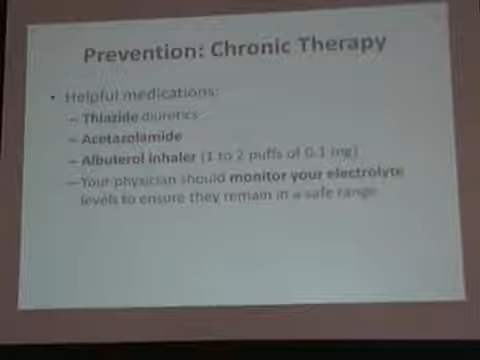 Prevention: Chronic Therapy
• Helpful medications:
– Thiazide diuretics
– Acetazolamide
– Albuterol inhaler (1 to 2 puffs of 0.1 mg)
– Your physician should monitor your electrolyte
levels to ensure they remain in a safe range